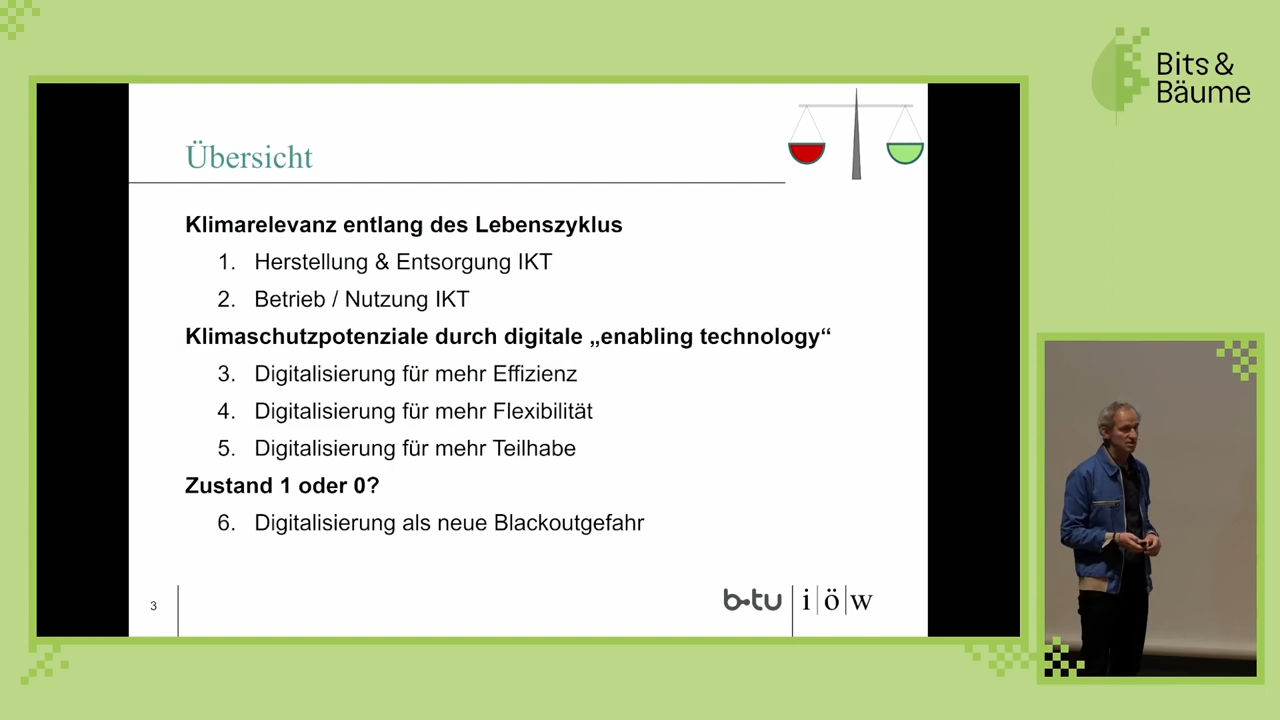 Übersicht
Klimarelevanz entlang des Lebenszyklus
1. Herstellung & Entsorgung IKT
2. Betrieb / Nutzung IKT
Klimaschutzpotenziale durch digitale „enabling technology“
3. Digitalisierung für mehr Effizienz
4. Digitalisierung für mehr Flexibilität
5. Digitalisierung für mehr Teilhabe
Zustand 1 oder 0?
6. Digitalisierung als neue Blackoutgefahr
3
b-tu
i|ö|w
Bits &
Bäume